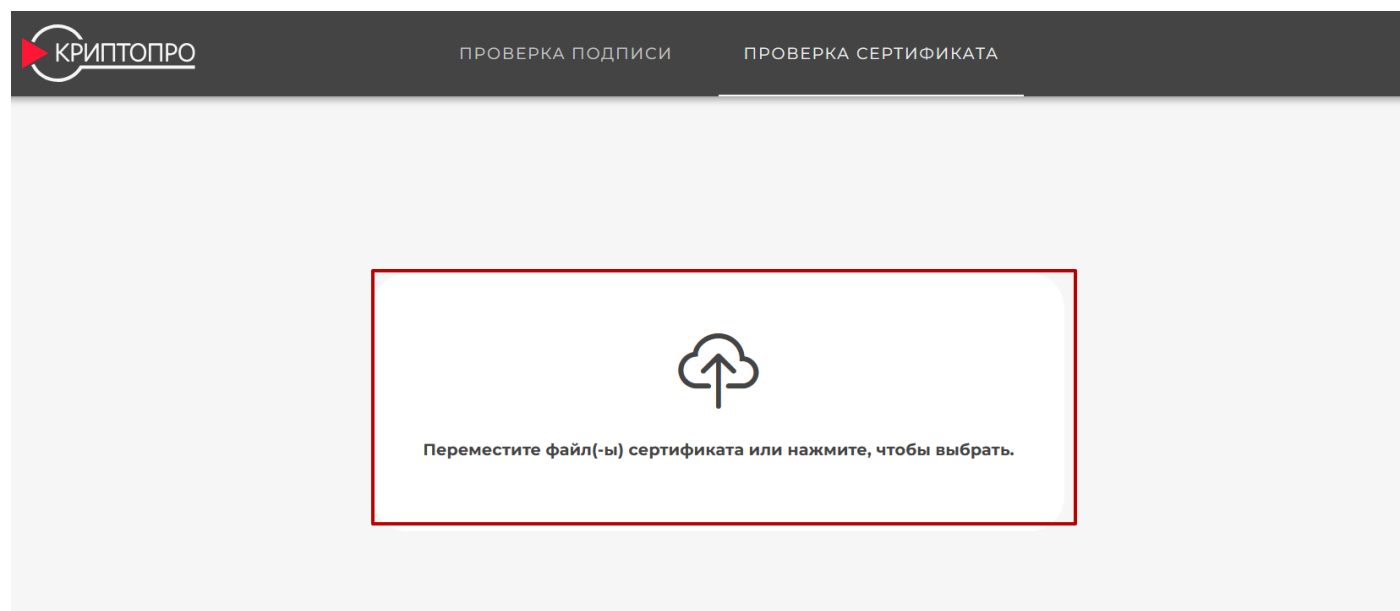 КРИПТОПРО
ПРОВЕРКА ПОДПИСИ
ПРОВЕРКА СЕРТИФИКАТА
Переместите файл(-ы) сертификата или нажмите, чтобы выбрать.